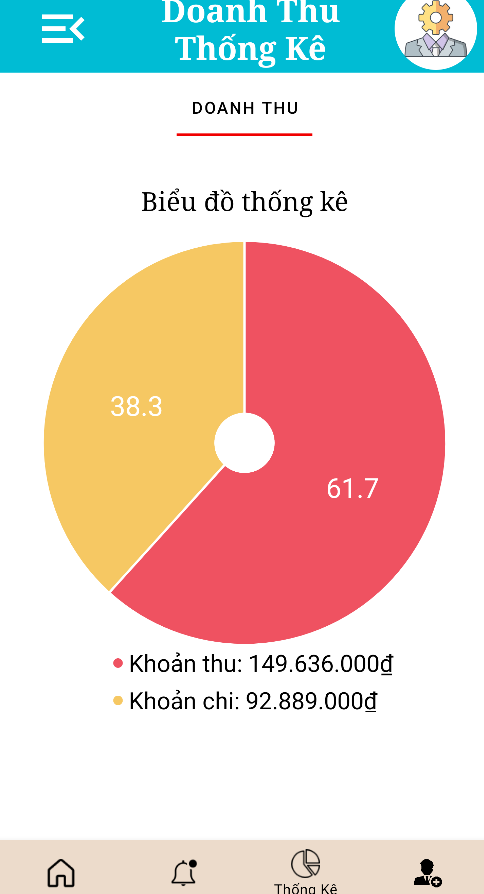 Doanh Thu
Thống Kê
DOANH THU
Biểu đồ thống kê
38.3
61.7
Khoản thu: 149.636.000₫
Khoản chi: 92.889.000₫
Thống Kê